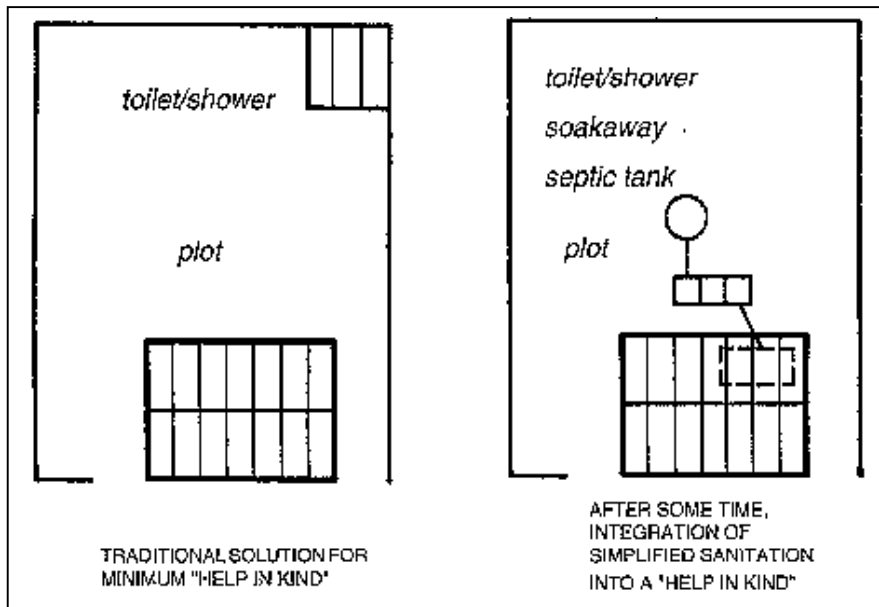 toilet/shower
plot
TRADITIONAL SOLUTION FOR
MINIMUM "HELP IN KIND"
toilet/shower
soakaway
septic tank
plot
AFTER SOME TIME,
INTEGRATION OF
SIMPLIFIED SANITATION
INTO A "HELP IN KIND"